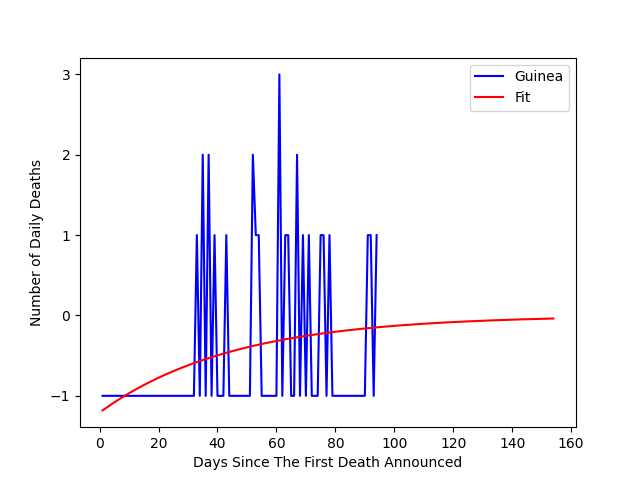 Guinea
Fit
3
2
1
0
−1
Number of Daily Deaths
0 20 40 60 80 100 120 140 160
Days Since The First Death Announced